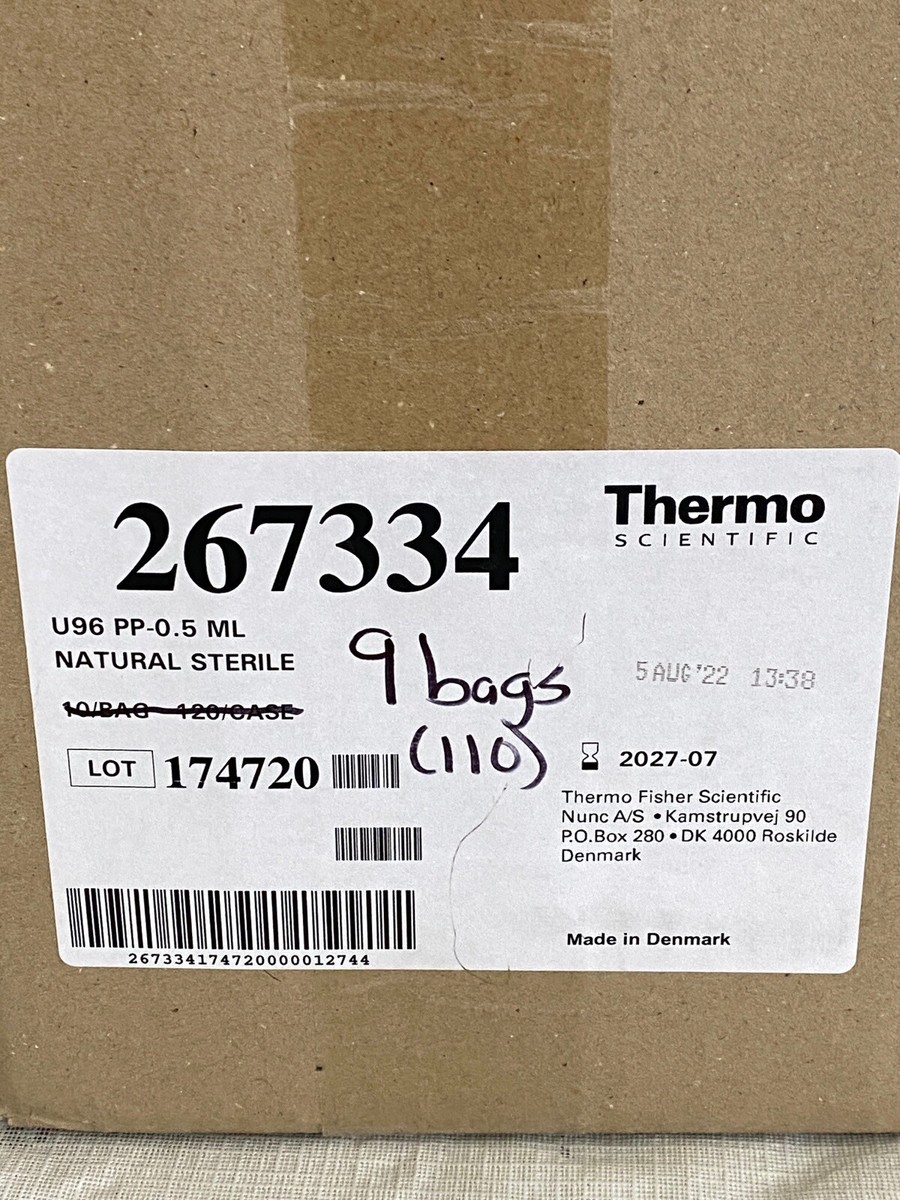 267334
Thermo
SCIENTIFIC
U96 PP-0.5 ML
NATURAL STERILE
10/BAG 120/CASE
9 bags
(110)
5 AUG '22 13:38
LOT 174720
2027-07
Thermo Fisher Scientific
Nunc A/S • Kamstrupvej 90
P.O.Box 280 • DK 4000 Roskilde
Denmark
Made in Denmark
267334174720000012744